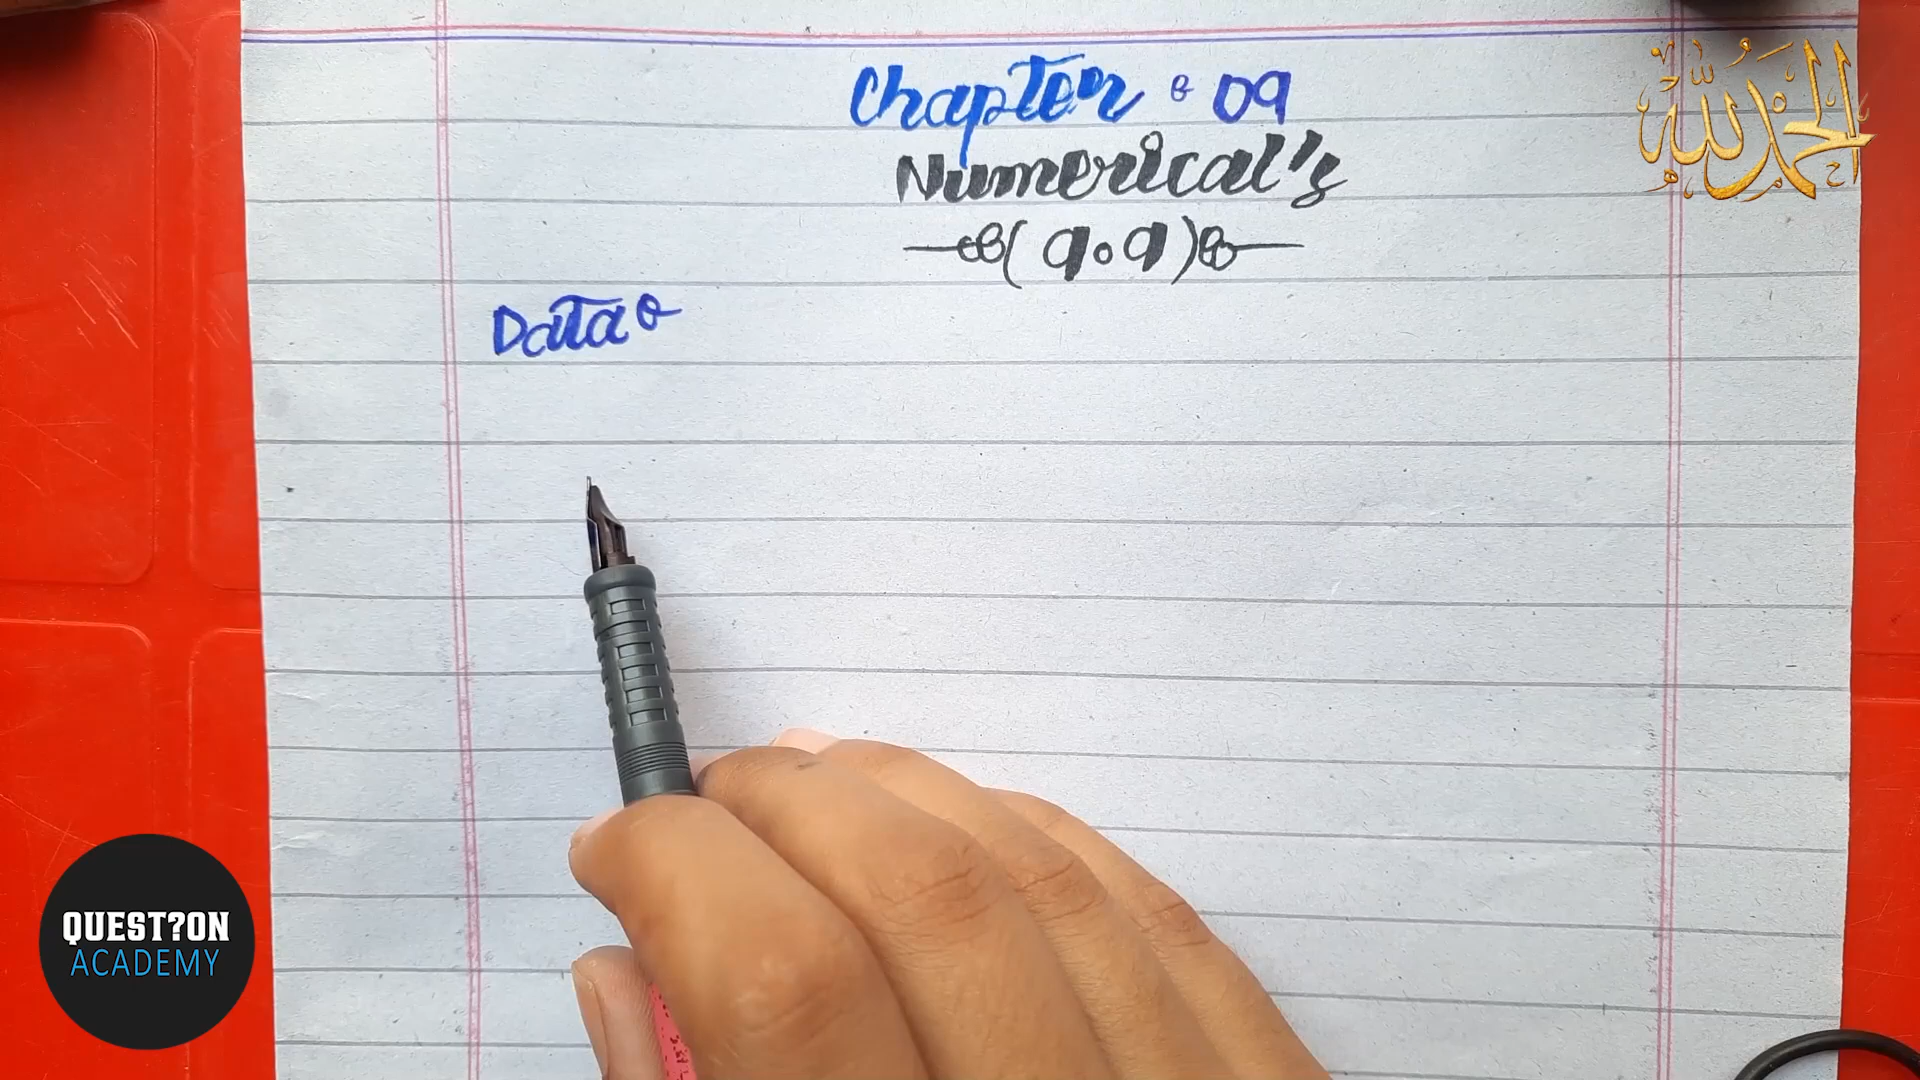 Chapter : 09
Numerical's
(9.9)
Data :-
الحمد لله
QUEST?ON
ACADEMY